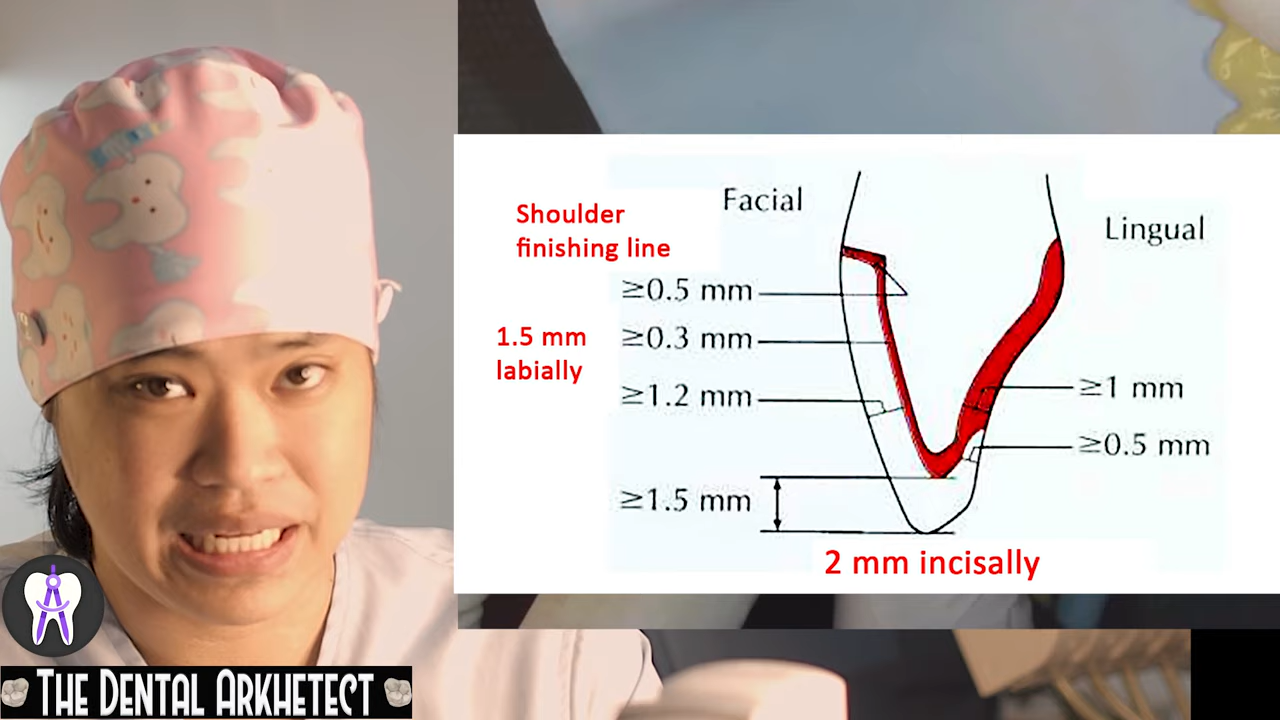 Facial
Lingual
Shoulder
finishing line
≥0.5 mm
≥0.3 mm
1.5 mm
labially
≥1.2 mm
≥1 mm
≥0.5 mm
≥1.5 mm
2 mm incisally
THE DENTAL ARKHETECT